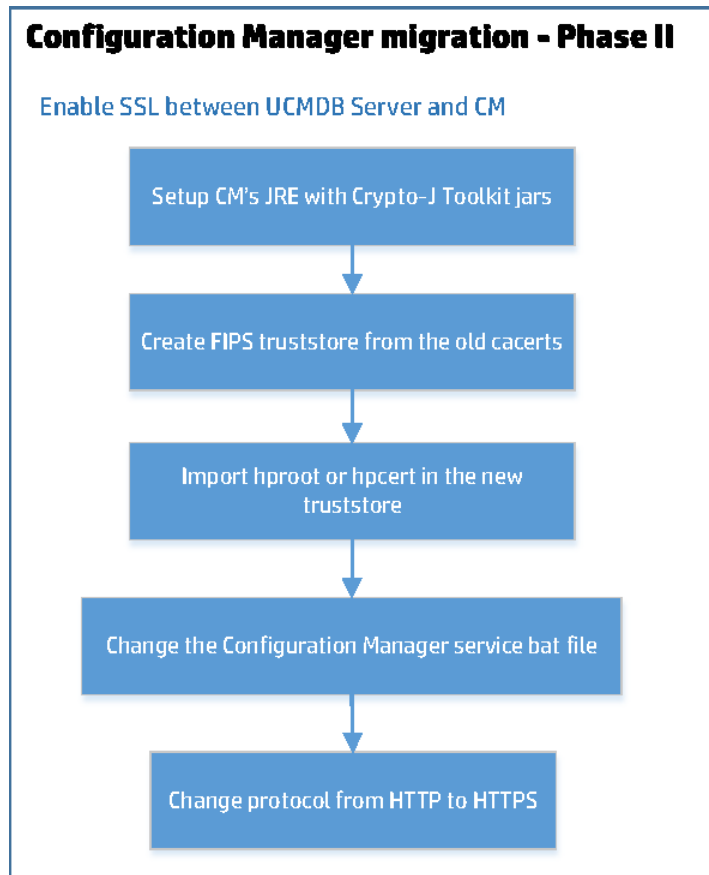 Configuration Manager migration - Phase II
Enable SSL between UCMDB Server and CM
Setup CM's JRE with Crypto-J Toolkit jars
Create FIPS truststore from the old cacerts
Import hproot or hpcert in the new
truststore
Change the Configuration Manager service bat file
Change protocol from HTTP to HTTPS